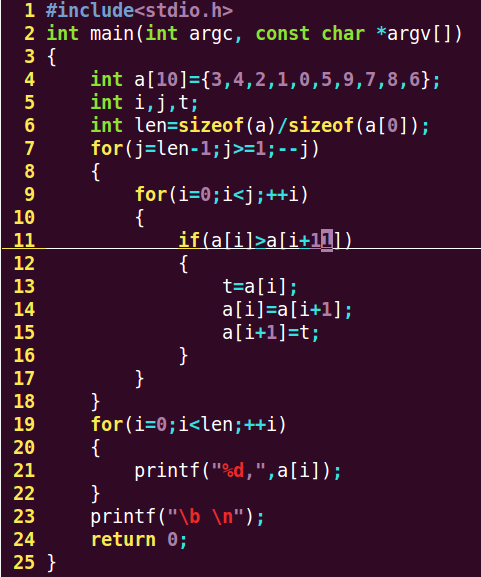 1 #include<stdio.h>
2 int main(int argc, const char *argv[])
3 {
4     int a[10]={3,4,2,1,0,5,9,7,8,6};
5     int i,j,t;
6     int len=sizeof(a)/sizeof(a[0]);
7     for(j=len-1;j>=1;--j)
8     {
9         for(i=0;i<j;++i)
10         {
11             if(a[i]>a[i+11])
12             {
13                 t=a[i];
14                 a[i]=a[i+1];
15                 a[i+1]=t;
16             }
17         }
18     }
19     for(i=0;i<len;++i)
20     {
21         printf("%d,",a[i]);
22     }
23     printf("\b \n");
24     return 0;
25 }